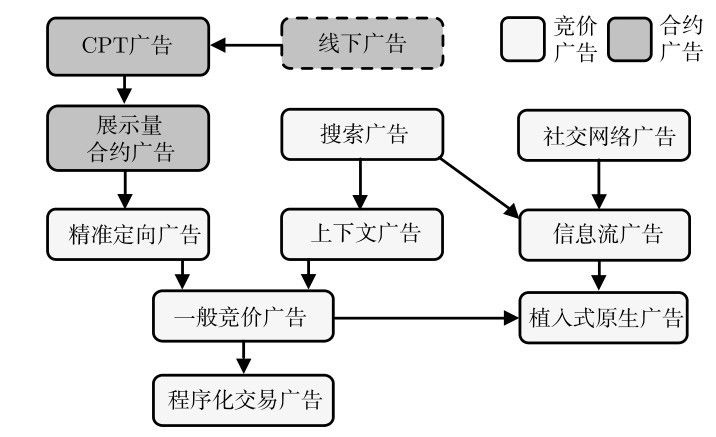 CPT广告
线下广告
竞价
广告
合约
广告
展示量
合约广告
搜索广告
社交网络广告
精准定向广告
上下文广告
信息流广告
一般竞价广告
植入式原生广告
程序化交易广告